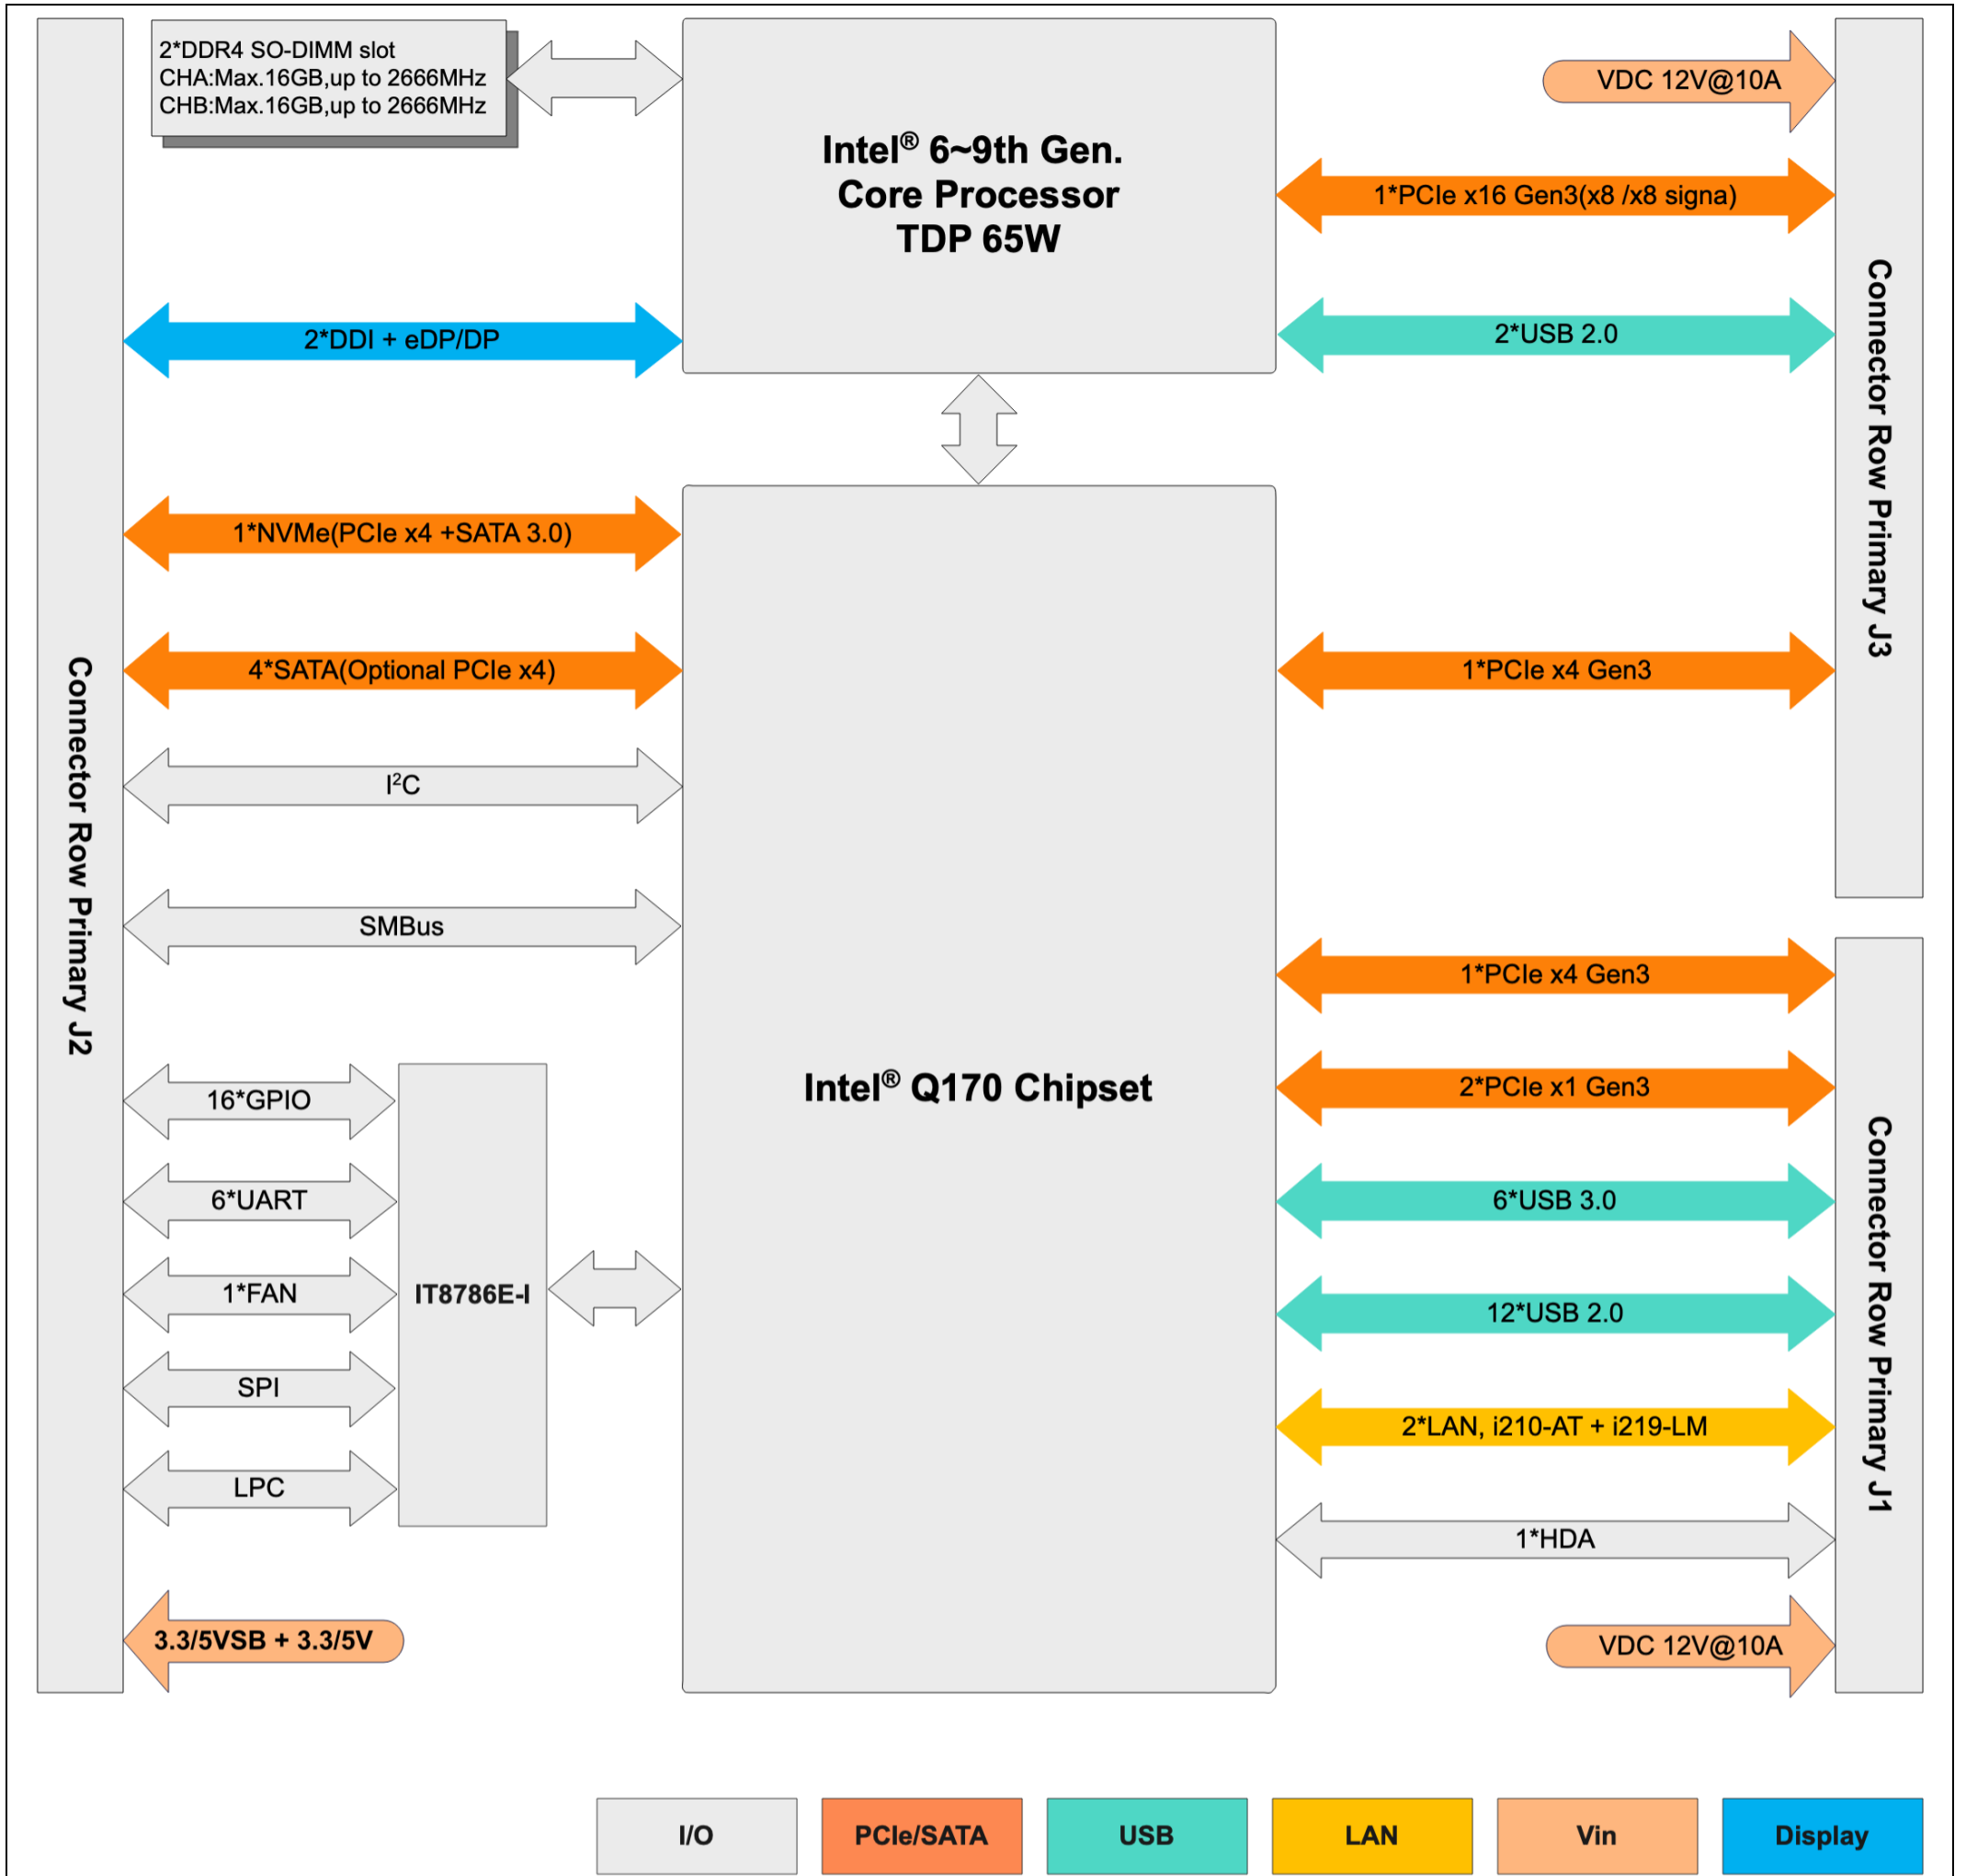 2*DDR4 SO-DIMM slot
CHA:Max.16GB,up to 2666MHz
CHB:Max.16GB,up to 2666MHz
Intel® 6~9th Gen.
Core Processor
TDP 65W
VDC 12V@10A
1*PCIe x16 Gen3(x8 /x8 signa)
2*DDI + eDP/DP
2*USB 2.0
Connector Row Primary J3
1*NVMe(PCIe x4 +SATA 3.0)
4*SATA(Optional PCIe x4)
1*PCIe x4 Gen3
I²C
SMBus
Connector Row Primary J2
Intel® Q170 Chipset
1*PCIe x4 Gen3
2*PCIe x1 Gen3
6*USB 3.0
12*USB 2.0
2*LAN, i210-AT + i219-LM
1*HDA
Connector Row Primary J1
16*GPIO
6*UART
1*FAN
SPI
LPC
IT8786E-I
3.3/5VSB + 3.3/5V
VDC 12V@10A
I/O
PCIe/SATA
USB
LAN
Vin
Display